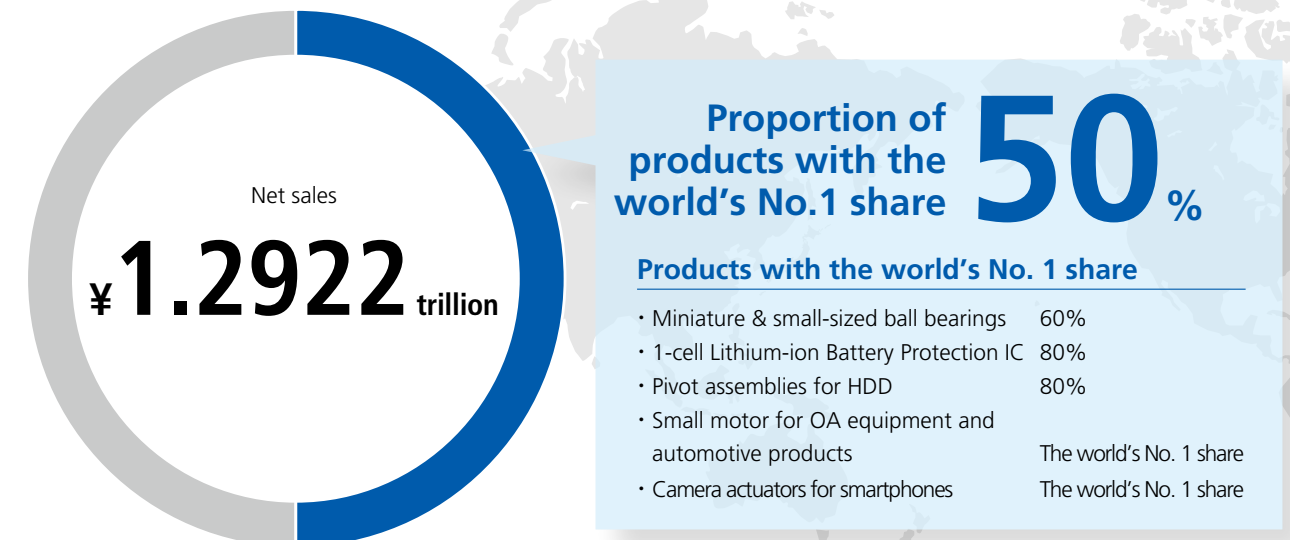 Net sales
¥1.2922 trillion
Proportion of
products with the
world's No.1 share
50%
Products with the world's No. 1 share
・Miniature & small-sized ball bearings 60%
・1-cell Lithium-ion Battery Protection IC 80%
・Pivot assemblies for HDD 80%
・Small motor for OA equipment and
automotive products The world's No. 1 share
・Camera actuators for smartphones The world's No. 1 share